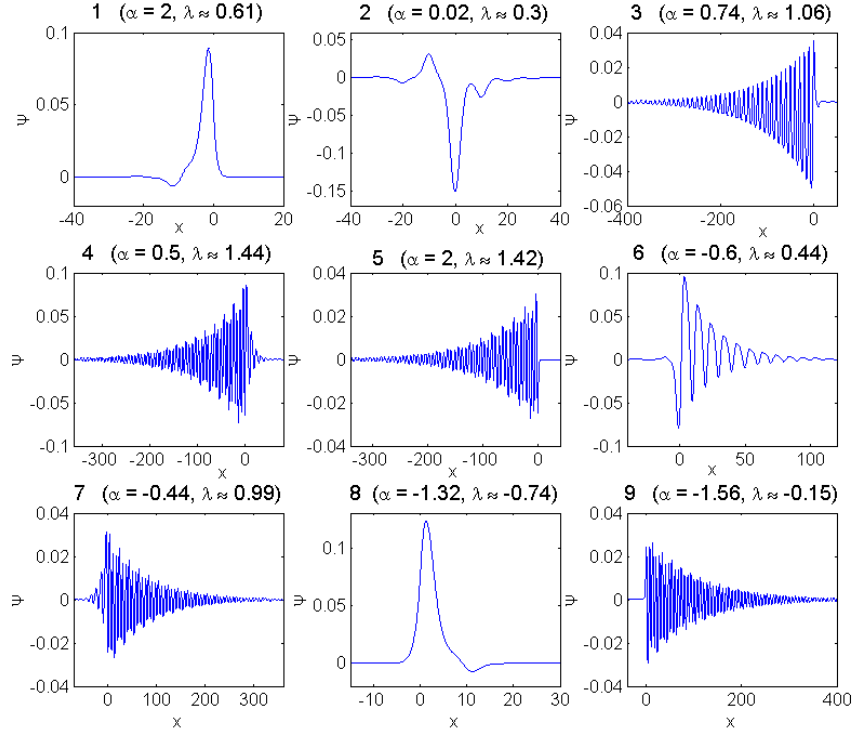 1 (α = 2, λ ≈ 0.61)
2 (α = 0.02, λ ≈ 0.3)
3 (α = 0.74, λ ≈ 1.06)
0.1
0.05
0
ψ
-40 -20 0 20
x
0.05
0
-0.05
-0.1
-0.15
ψ
-40 -20 0 20 40
x
0.04
0.02
0
-0.02
-0.04
-0.06
ψ
-400 -200 0
x
4 (α = 0.5, λ ≈ 1.44)
5 (α = 2, λ ≈ 1.42)
6 (α = -0.6, λ ≈ 0.44)
0.1
0.05
0
-0.05
-0.1
ψ
-300 -200 -100 0
x
0.04
0.02
0
0.02
0.04
ψ
-300 -200 -100 0
x
0.1
0.05
0
-0.05
-0.1
ψ
0 50 100
x
7 (α = -0.44, λ ≈ 0.99)
8 (α = -1.32, λ ≈ -0.74)
9 (α = -1.56, λ ≈ -0.15)
0.04
0.02
0
-0.02
-0.04
ψ
0 100 200 300
x
0.1
0.05
0
ψ
-10 0 10 20 30
x
0.04
0.02
0
-0.02
-0.04
ψ
0 200 400
x